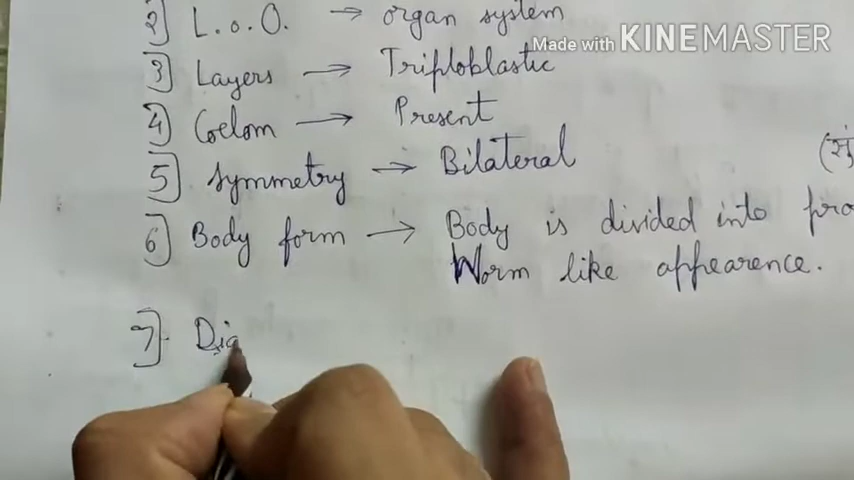 2] L.o.O. → organ system
Made with KINEMASTER
3] Layers → Triploblastic
4] Coelom → Present
5] Symmetry → Bilateral
6] Body form → Body is divided into
Worm like appearence.
7]